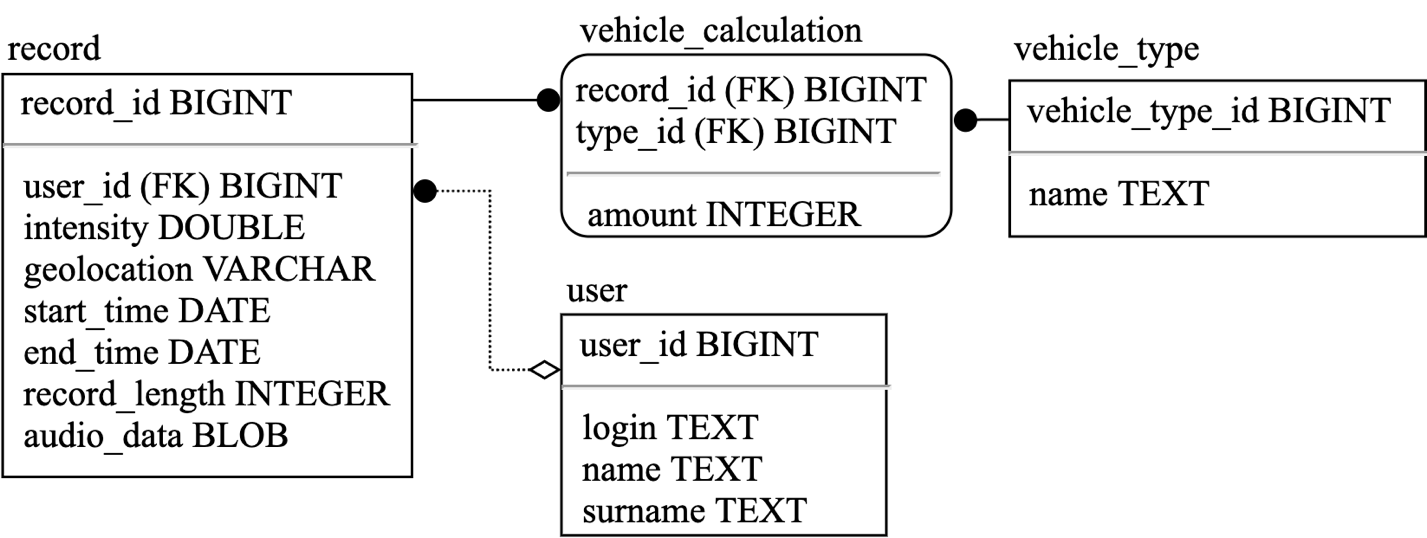 record
record_id BIGINT
user_id (FK) BIGINT
intensity DOUBLE
geolocation VARCHAR
start_time DATE
end_time DATE
record_length INTEGER
audio_data BLOB
vehicle_calculation
record_id (FK) BIGINT
type_id (FK) BIGINT
amount INTEGER
vehicle_type
vehicle_type_id BIGINT
name TEXT
user
user_id BIGINT
login TEXT
name TEXT
surname TEXT